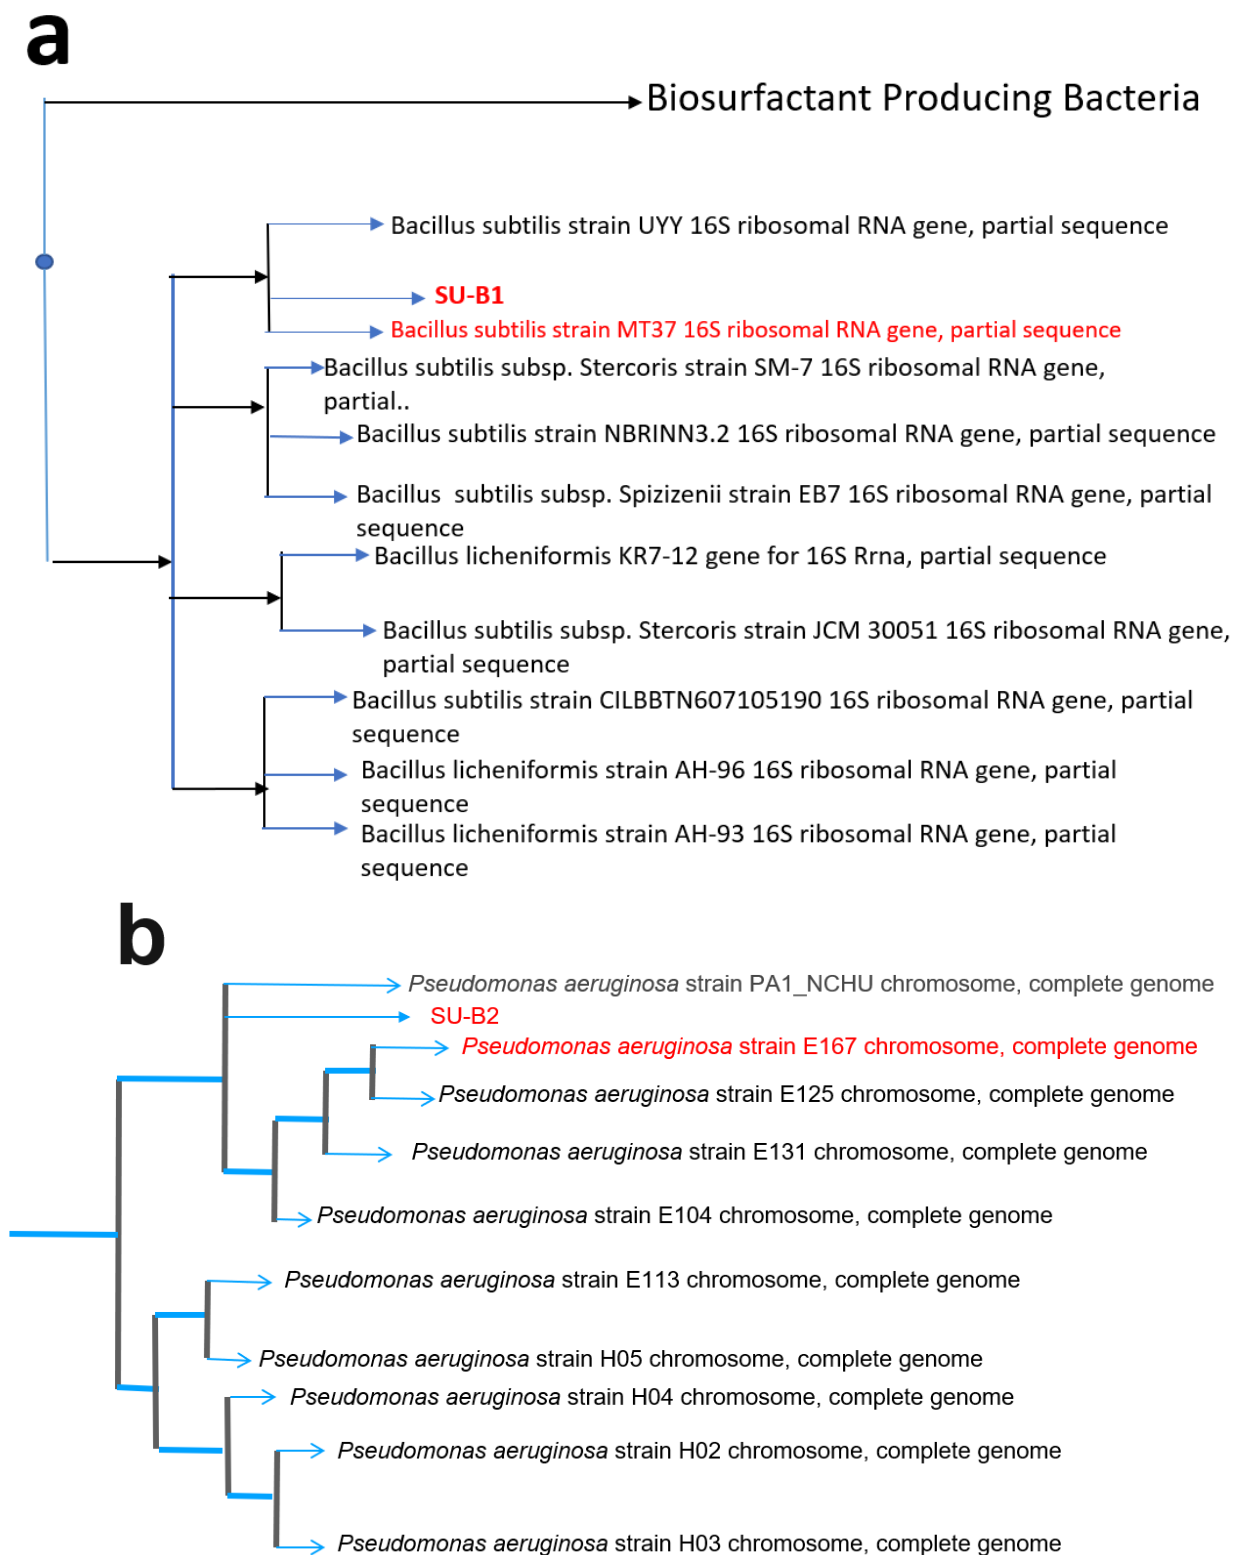 a
Biosurfactant Producing Bacteria
Bacillus subtilis strain UYY 16S ribosomal RNA gene, partial sequence
SU-B1
Bacillus subtilis strain MT37 16S ribosomal RNA gene, partial sequence
Bacillus subtilis subsp. Stercoris strain SM-7 16S ribosomal RNA gene,
partial..
Bacillus subtilis strain NBRINN3.2 16S ribosomal RNA gene, partial sequence
Bacillus subtilis subsp. Spizizenii strain EB7 16S ribosomal RNA gene, partial
sequence
Bacillus licheniformis KR7-12 gene for 16S Rrna, partial sequence
Bacillus subtilis subsp. Stercoris strain JCM 30051 16S ribosomal RNA gene,
partial sequence
Bacillus subtilis strain CILBBTN607105190 16S ribosomal RNA gene, partial
sequence
Bacillus licheniformis strain AH-96 16S ribosomal RNA gene, partial
sequence
Bacillus licheniformis strain AH-93 16S ribosomal RNA gene, partial
sequence
b
Pseudomonas aeruginosa strain PA1_NCHU chromosome, complete genome
SU-B2
Pseudomonas aeruginosa strain E167 chromosome, complete genome
Pseudomonas aeruginosa strain E125 chromosome, complete genome
Pseudomonas aeruginosa strain E131 chromosome, complete genome
Pseudomonas aeruginosa strain E104 chromosome, complete genome
Pseudomonas aeruginosa strain E113 chromosome, complete genome
Pseudomonas aeruginosa strain H05 chromosome, complete genome
Pseudomonas aeruginosa strain H04 chromosome, complete genome
Pseudomonas aeruginosa strain H02 chromosome, complete genome
Pseudomonas aeruginosa strain H03 chromosome, complete genome